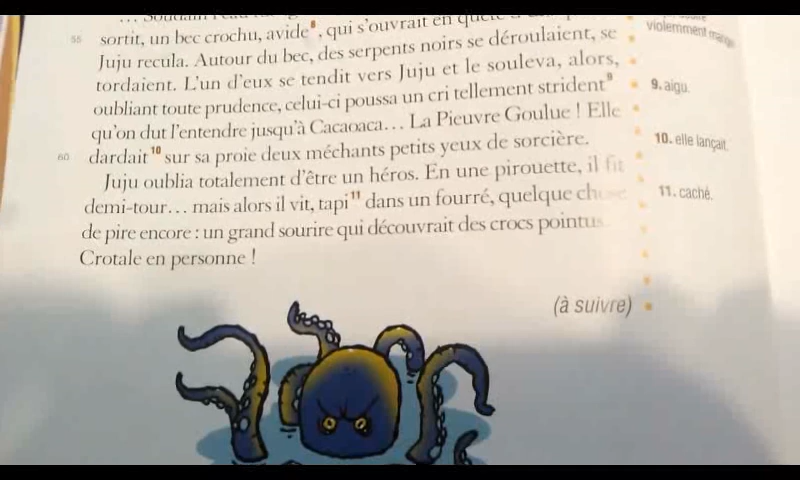 55 sortit, un bec crochu, avide⁸, qui s'ouvrait en
Juju recula. Autour du bec, des serpents noirs se déroulaient, se
tordaient. L'un d'eux se tendit vers Juju et le souleva, alors,
oubliant toute prudence, celui-ci poussa un cri tellement strident⁹
qu'on dut l'entendre jusqu'à Cacaoaca… La Pieuvre Goulue ! Elle
60 dardait¹⁰ sur sa proie deux méchants petits yeux de sorcière.
Juju oublia totalement d'être un héros. En une pirouette, il fit
demi-tour… mais alors il vit, tapi¹¹ dans un fourré, quelque chose
de pire encore : un grand sourire qui découvrait des crocs pointus.
Crotale en personne !
(à suivre)
violemment
9. aigu.
10. elle lançait.
11. caché.